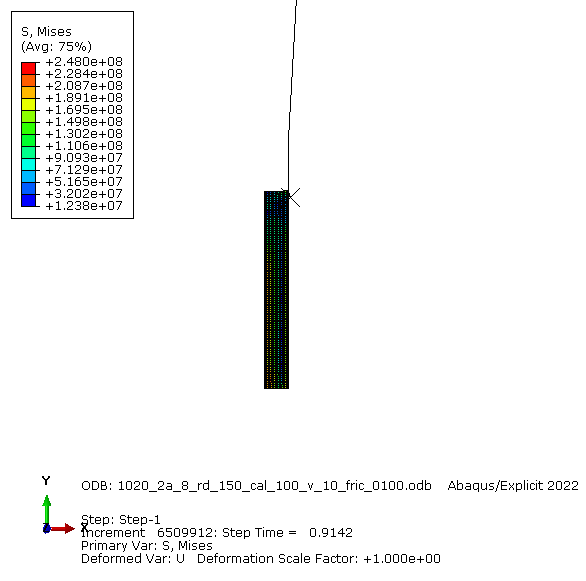 S, Mises
(Avg: 75%)
+2.480e+08
+2.284e+08
+2.087e+08
+1.891e+08
+1.695e+08
+1.498e+08
+1.302e+08
+1.106e+08
+9.093e+07
+7.129e+07
+5.165e+07
+3.202e+07
+1.238e+07
Y
ODB: 1020_2a_8_rd_150_cal_100_v_10_fric_0100.odb Abaqus/Explicit 2022
X
Step: Step-1
Increment 6509912: Step Time = 0.9142
Primary Var: S, Mises
Deformed Var: U Deformation Scale Factor: +1.000e+00